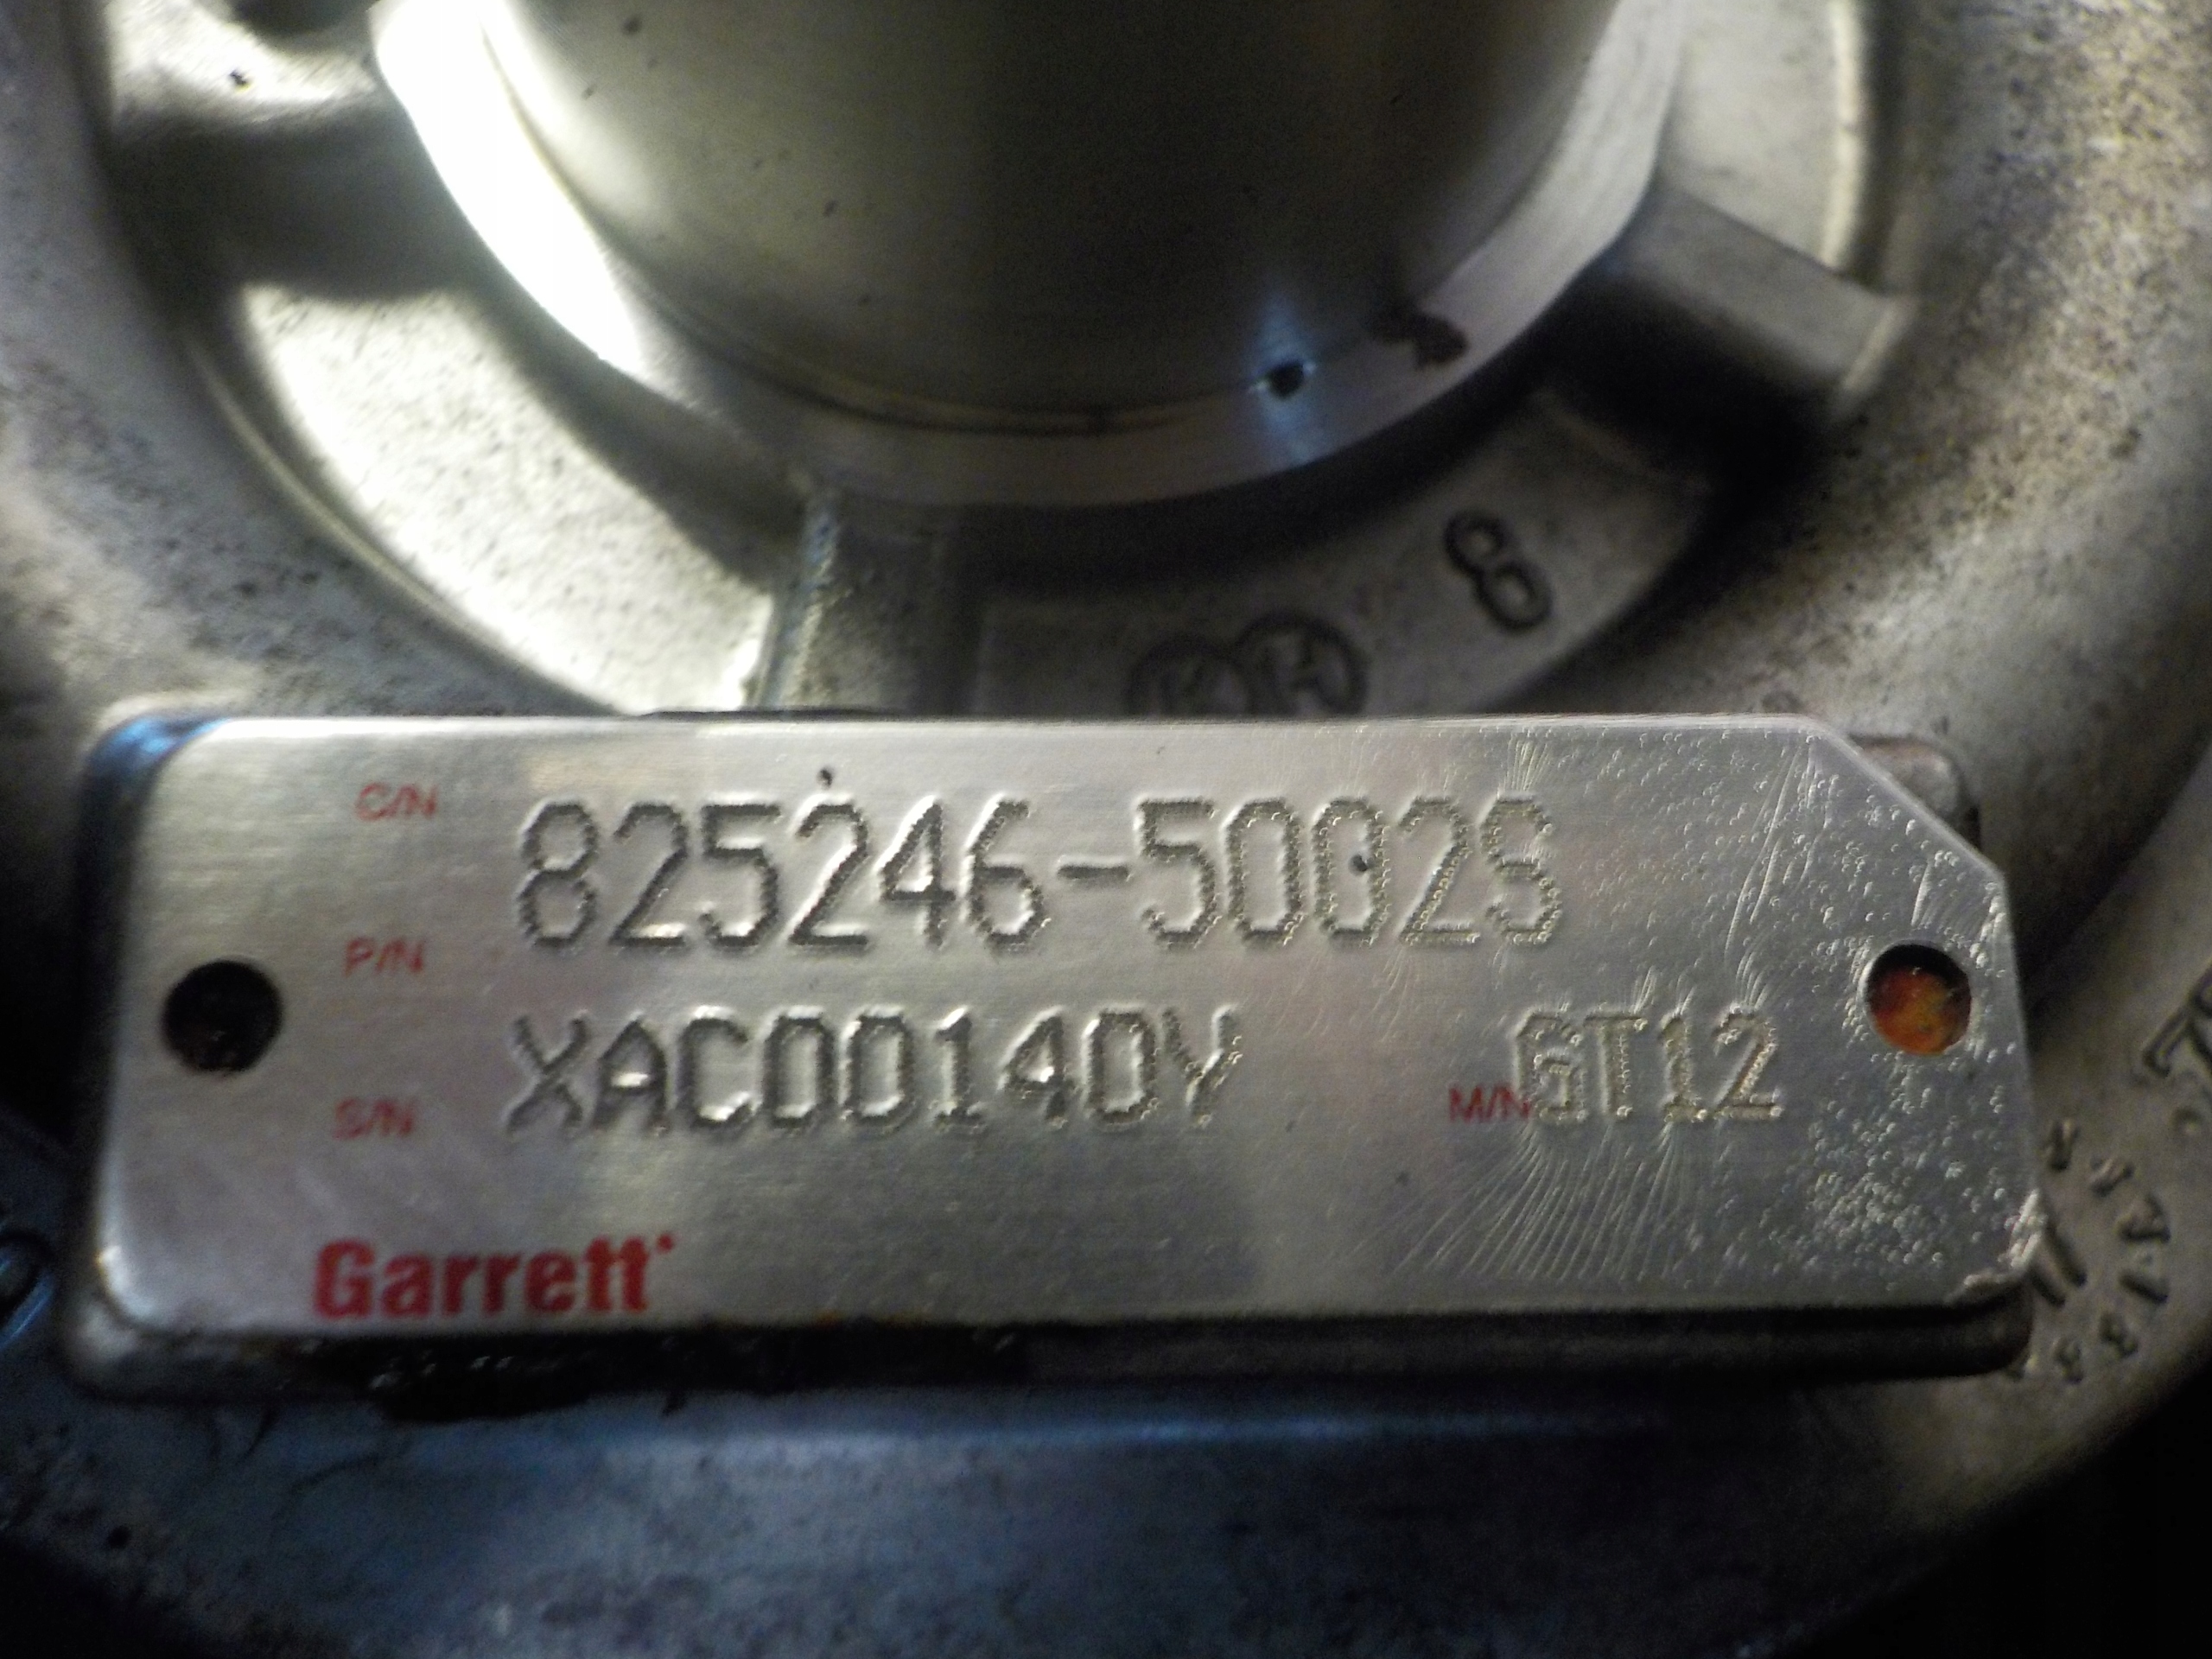 8
C/N
825246-5002S
P/N
XAC00140Y
M/N GT12
S/N
Garrett